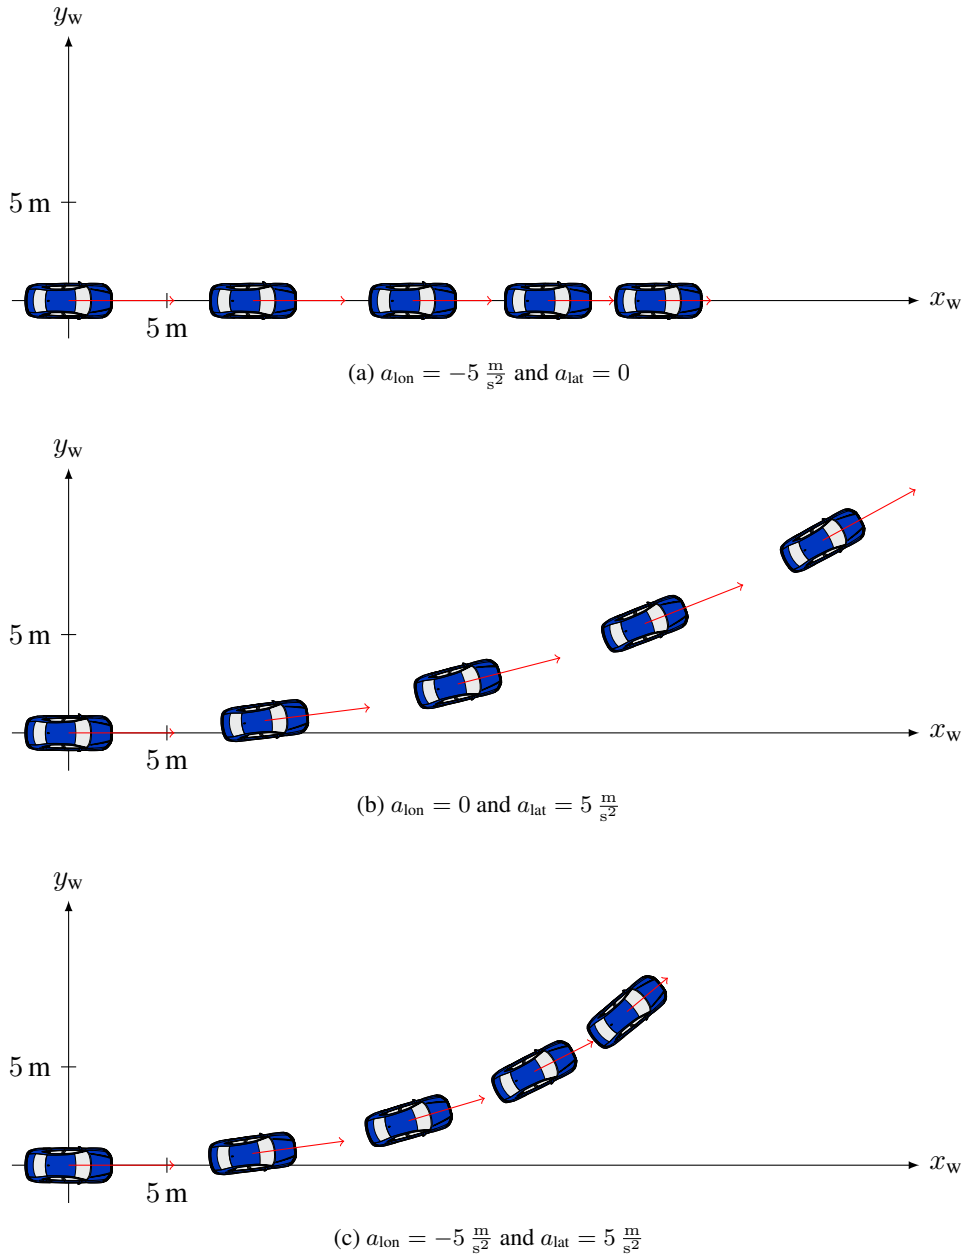 y_w
5 m
x_w
5 m
(a) a_lon = −5 m/s² and a_lat = 0
y_w
5 m
x_w
5 m
(b) a_lon = 0 and a_lat = 5 m/s²
y_w
5 m
x_w
5 m
(c) a_lon = −5 m/s² and a_lat = 5 m/s²